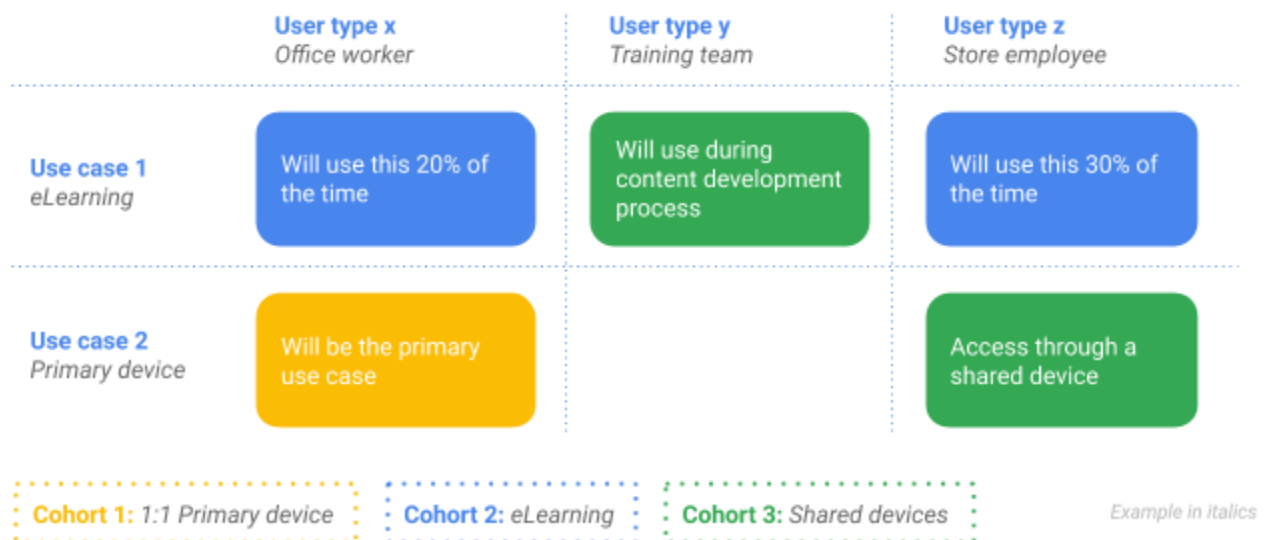 User type x
Office worker
User type y
Training team
User type z
Store employee
Use case 1
eLearning
Will use this 20% of
the time
Will use during
content development
process
Will use this 30% of
the time
Use case 2
Primary device
Will be the primary
use case
Access through a
shared device
Cohort 1: 1:1 Primary device
Cohort 2: eLearning
Cohort 3: Shared devices
Example in italics